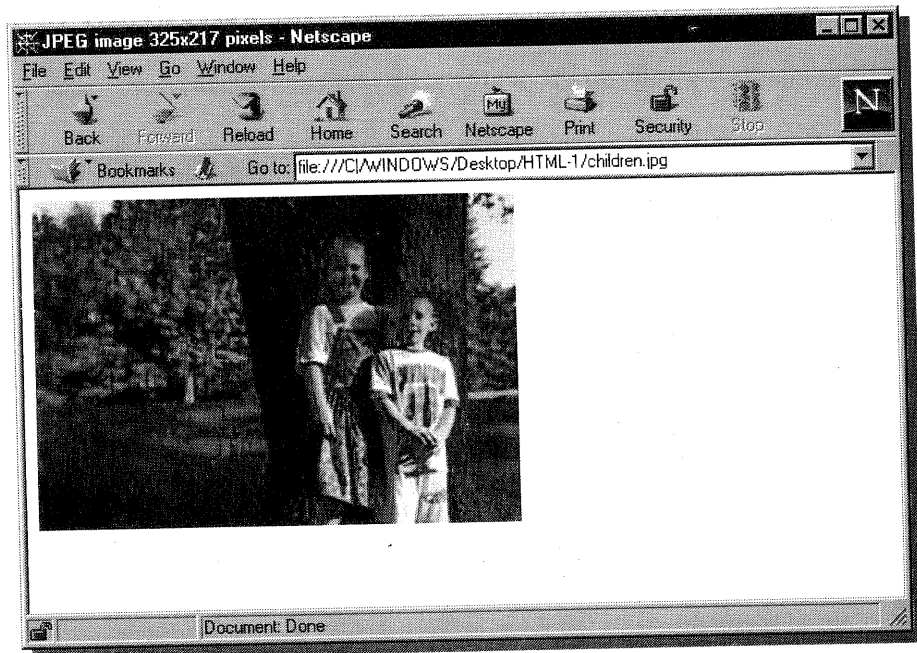 JPEG image 325x217 pixels - Netscape
File Edit View Go Window Help
My N
Back Forward Reload Home Search Netscape Print Security Stop
Bookmarks Go to: file:///C|/WINDOWS/Desktop/HTML-1/children.jpg
Document: Done